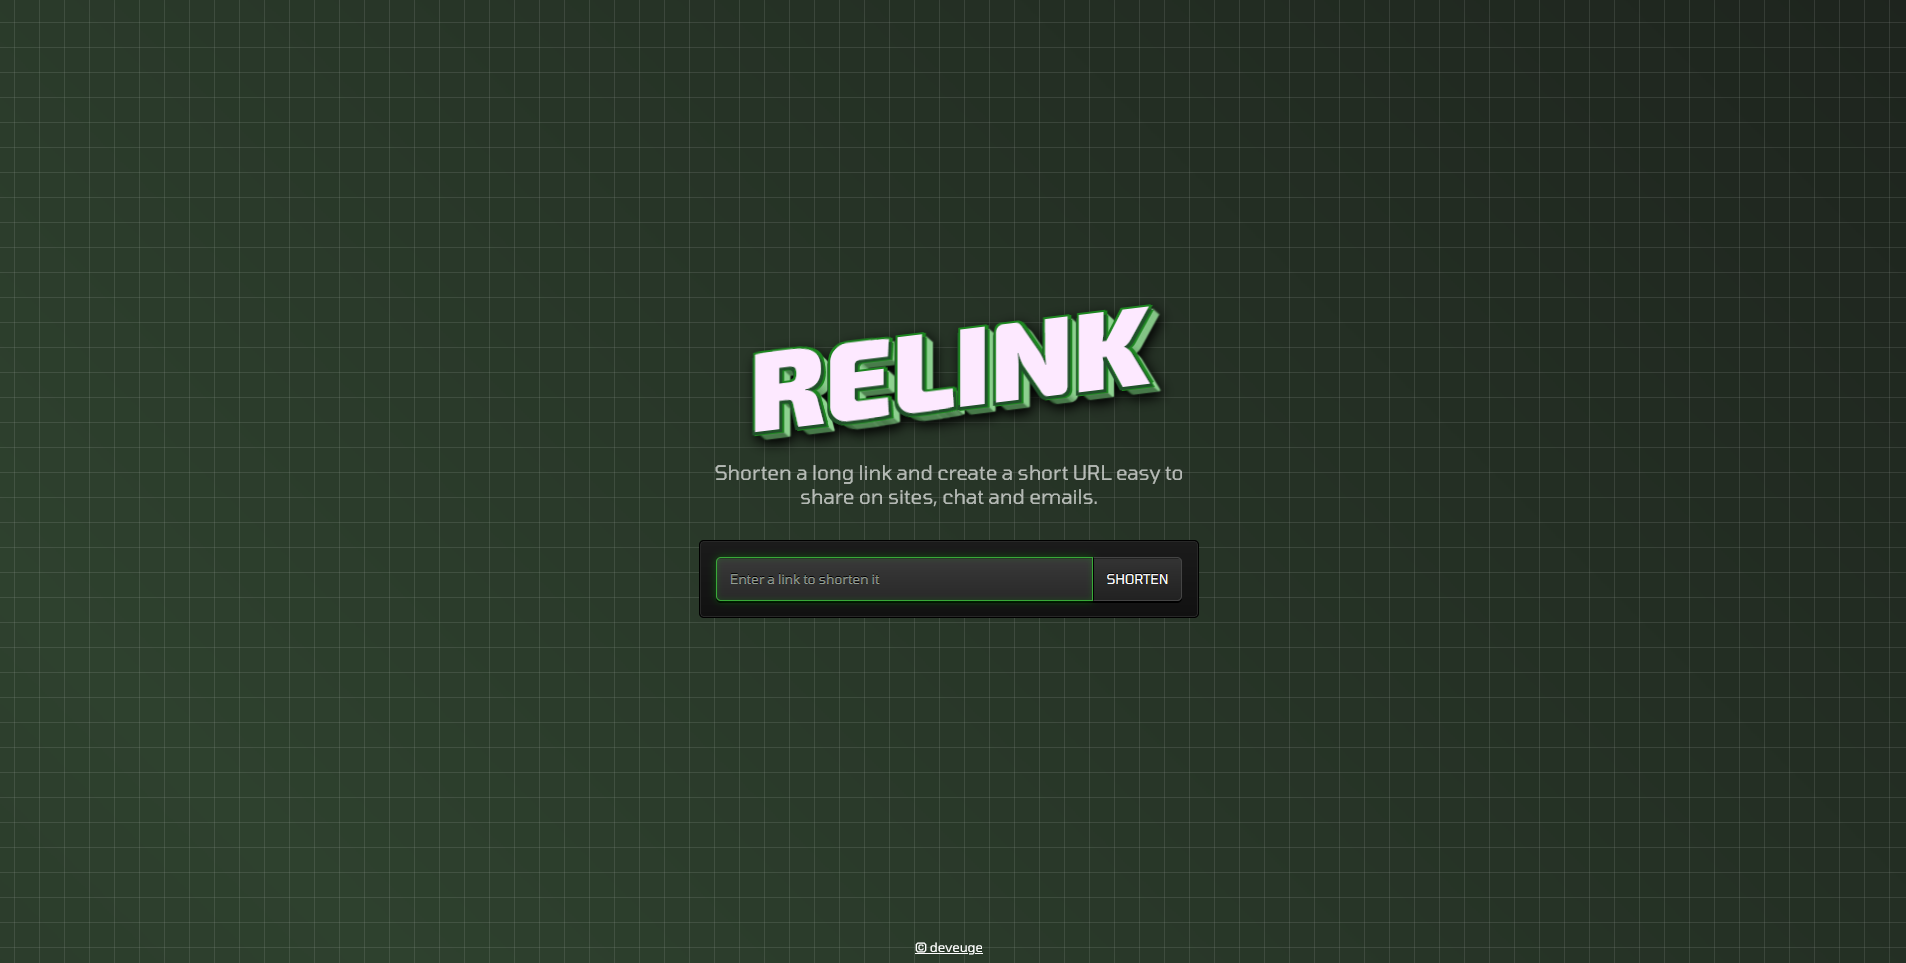 RELINK
Shorten a long link and create a short URL easy to
share on sites, chat and emails.
Enter a link to shorten it
SHORTEN
© deveuge